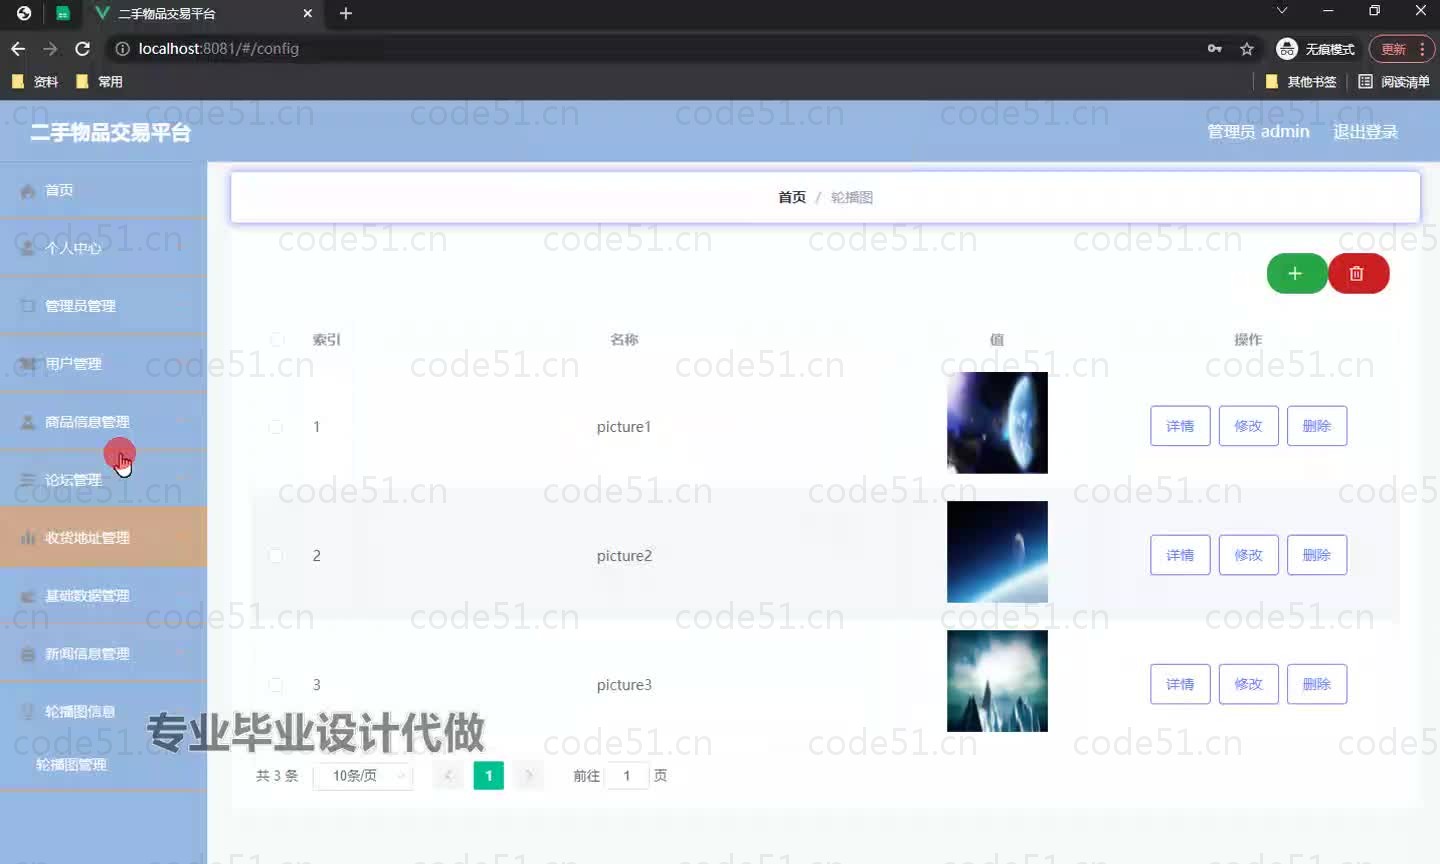 二手物品交易平台
localhost:8081/#/config
无痕模式
更新
资料
常用
其他书签
阅读清单
二手物品交易平台
管理员 admin
退出登录
首页
个人中心
管理员管理
用户管理
商品信息管理
论坛管理
收货地址管理
基础数据管理
新闻信息管理
轮播图信息
轮播图管理
首页 / 轮播图
索引 名称 值 操作
1 picture1 详情 修改 删除
2 picture2 详情 修改 删除
3 picture3 详情 修改 删除
共 3 条 10条/页 1 前往 1 页
专业毕业设计代做
code51.cn